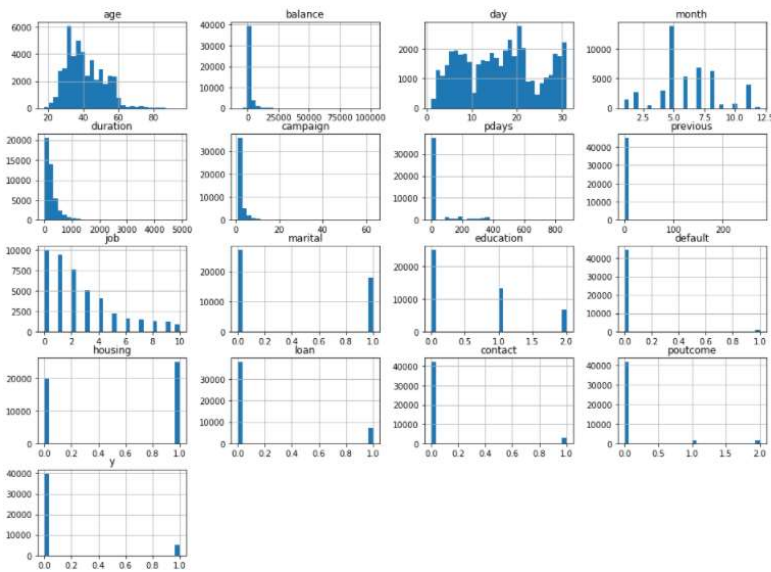 age
6000
4000
2000
0
20 40 60 80
balance
40000
30000
20000
10000
0
0 25000 50000 75000 100000
day
2000
1000
0
0 10 20 30
month
10000
5000
0
2.5 5.0 7.5 10.0 12.5
duration
20000
15000
10000
5000
0
0 1000 2000 3000 4000 5000
campaign
30000
20000
10000
0
0 20 40 60
pdays
30000
20000
10000
0
0 200 400 600 800
previous
40000
30000
20000
10000
0
0 100 200
job
10000
7500
5000
2500
0
0 2 4 6 8 10
marital
20000
10000
0
0.0 0.2 0.4 0.6 0.8 1.0
education
20000
10000
0
0.0 0.5 1.0 1.5 2.0
default
40000
30000
20000
10000
0
0.0 0.2 0.4 0.6 0.8 1.0
housing
20000
10000
0
0.0 0.2 0.4 0.6 0.8 1.0
loan
30000
20000
10000
0
0.0 0.2 0.4 0.6 0.8 1.0
contact
40000
30000
20000
10000
0
0.0 0.2 0.4 0.6 0.8 1.0
poutcome
40000
30000
20000
10000
0
0.0 0.5 1.0 1.5 2.0
y
40000
30000
20000
10000
0
0.0 0.2 0.4 0.6 0.8 1.0